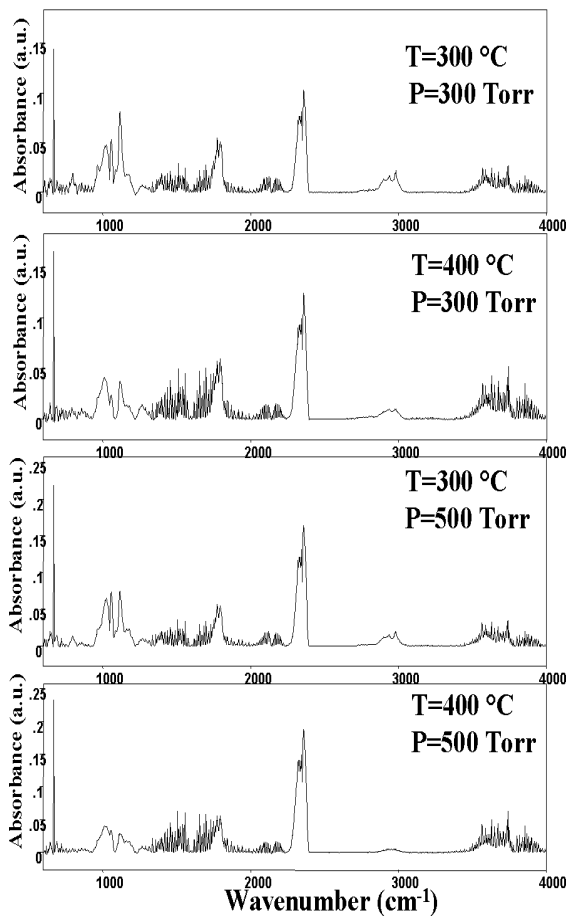 Absorbance (a.u.)
.15
.1
.05
0
T=300 °C
P=300 Torr
1000
2000
3000
4000
Absorbance (a.u.)
.15
.1
.05
0
T=400 °C
P=300 Torr
1000
2000
3000
4000
Absorbance (a.u.)
.25
.2
.15
.1
.05
0
T=300 °C
P=500 Torr
1000
2000
3000
4000
Absorbance (a.u.)
.25
.2
.15
.1
.05
0
T=400 °C
P=500 Torr
1000
2000
3000
4000
Wavenumber (cm⁻¹)